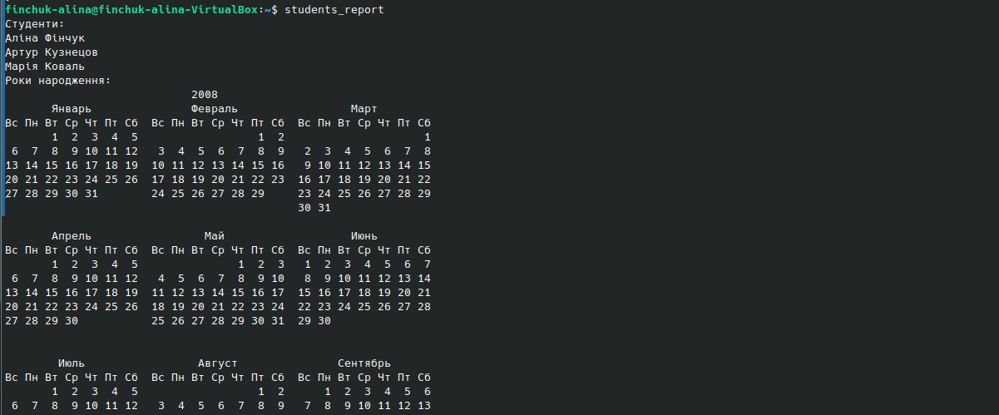 finchuk-alina@finchuk-alina-VirtualBox:~$ students_report
Студенти:
Аліна Фінчук
Артур Кузнецов
Марія Коваль
Роки народження:
                            2008
       Январь               Февраль                 Март
Вс Пн Вт Ср Чт Пт Сб  Вс Пн Вт Ср Чт Пт Сб  Вс Пн Вт Ср Чт Пт Сб
       1  2  3  4  5                  1  2                     1
 6  7  8  9 10 11 12   3  4  5  6  7  8  9   2  3  4  5  6  7  8
13 14 15 16 17 18 19  10 11 12 13 14 15 16   9 10 11 12 13 14 15
20 21 22 23 24 25 26  17 18 19 20 21 22 23  16 17 18 19 20 21 22
27 28 29 30 31        24 25 26 27 28 29     23 24 25 26 27 28 29
                                            30 31
       Апрель                 Май                   Июнь
Вс Пн Вт Ср Чт Пт Сб  Вс Пн Вт Ср Чт Пт Сб  Вс Пн Вт Ср Чт Пт Сб
       1  2  3  4  5               1  2  3   1  2  3  4  5  6  7
 6  7  8  9 10 11 12   4  5  6  7  8  9 10   8  9 10 11 12 13 14
13 14 15 16 17 18 19  11 12 13 14 15 16 17  15 16 17 18 19 20 21
20 21 22 23 24 25 26  18 19 20 21 22 23 24  22 23 24 25 26 27 28
27 28 29 30           25 26 27 28 29 30 31  29 30
        Июль                 Август               Сентябрь
Вс Пн Вт Ср Чт Пт Сб  Вс Пн Вт Ср Чт Пт Сб  Вс Пн Вт Ср Чт Пт Сб
       1  2  3  4  5                  1  2      1  2  3  4  5  6
 6  7  8  9 10 11 12   3  4  5  6  7  8  9   7  8  9 10 11 12 13